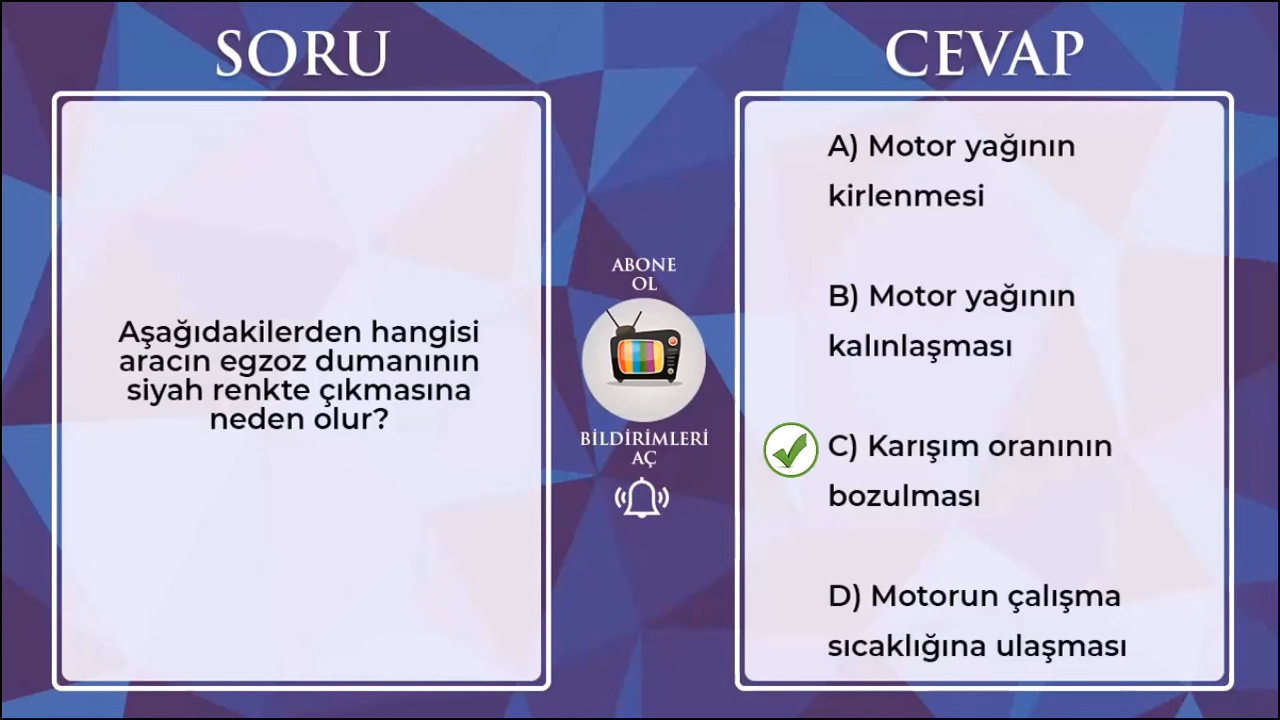 SORU
Aşağıdakilerden hangisi
aracın egzoz dumanının
siyah renkte çıkmasına
neden olur?
ABONE
OL
BİLDİRİMLERİ
AÇ
CEVAP
A) Motor yağının
kirlenmesi
B) Motor yağının
kalınlaşması
C) Karışım oranının
bozulması
D) Motorun çalışma
sıcaklığına ulaşması